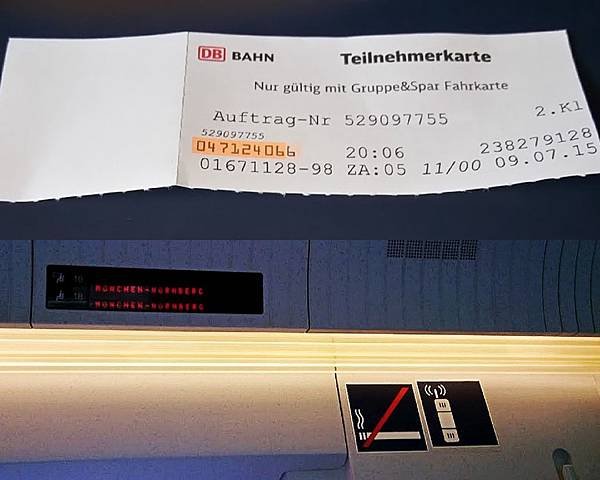 DB BAHN Teilnehmerkarte
Nur gültig mit Gruppe&Spar Fahrkarte
Auftrag-Nr 529097755 2.Kl
529097755
047124066 20:06 238279128
01671128-98 ZA:05 11/00 09.07.15
MÜNCHEN-NÜRNBERG
MÜNCHEN-NÜRNBERG